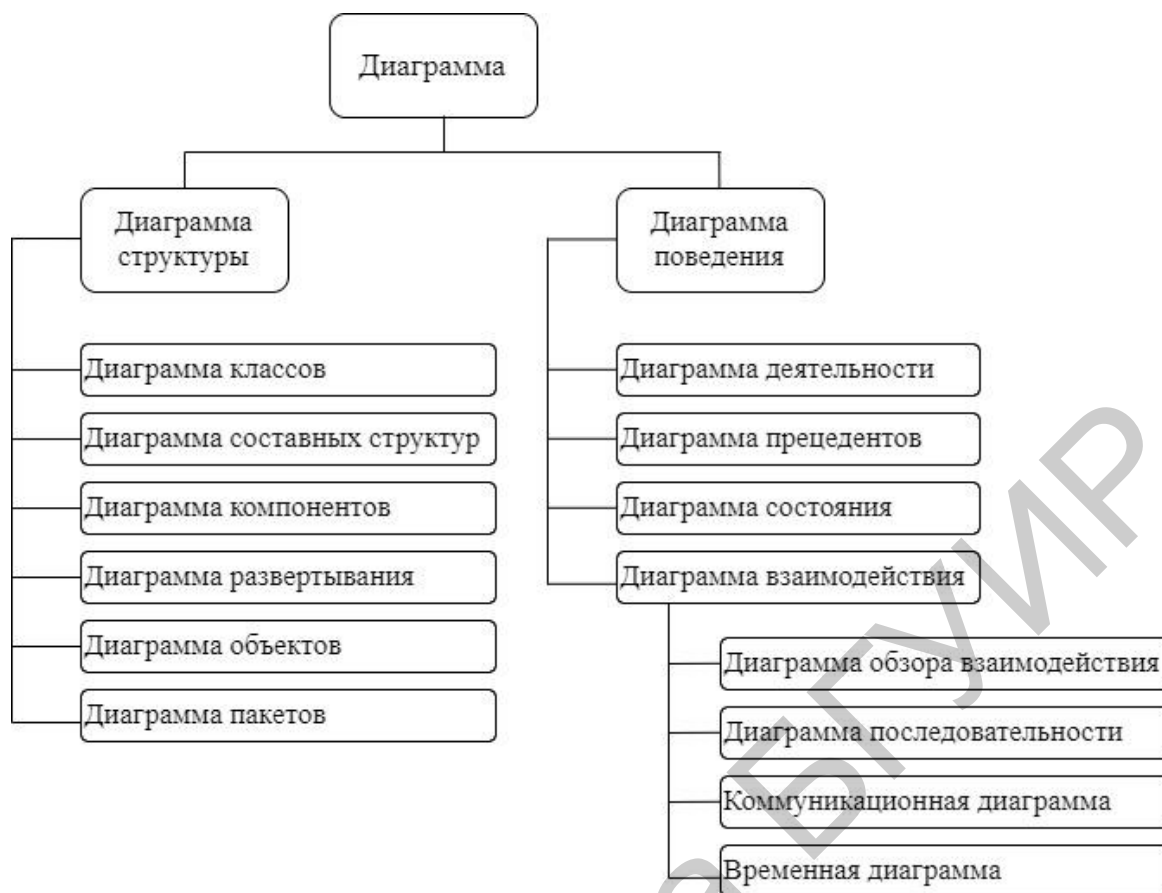 Диаграмма
Диаграмма
структуры
Диаграмма классов
Диаграмма составных структур
Диаграмма компонентов
Диаграмма развертывания
Диаграмма объектов
Диаграмма пакетов
Диаграмма
поведения
Диаграмма деятельности
Диаграмма прецедентов
Диаграмма состояния
Диаграмма взаимодействия
Диаграмма обзора взаимодействия
Диаграмма последовательности
Коммуникационная диаграмма
Временная диаграмма
а БГУИР